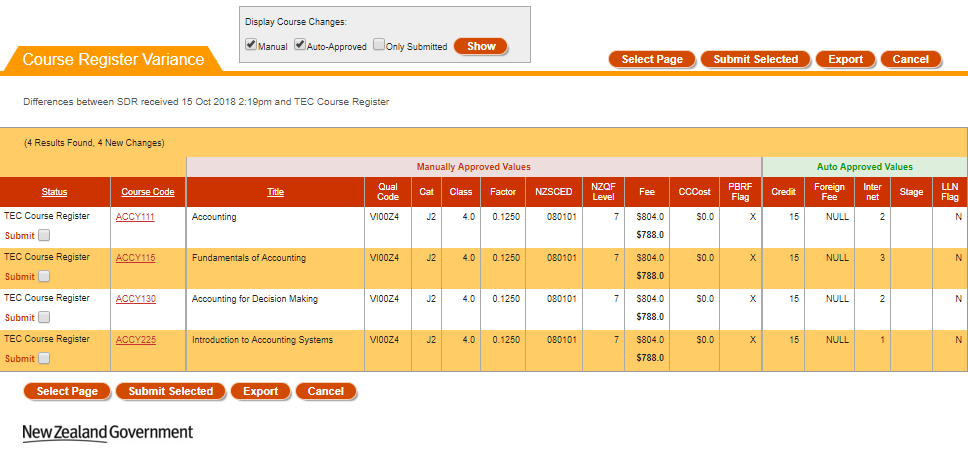 Display Course Changes:
Manual Auto-Approved Only Submitted Show
Course Register Variance
Select Page Submit Selected Export Cancel
Differences between SDR received 15 Oct 2018 2:19pm and TEC Course Register
(4 Results Found, 4 New Changes)
Manually Approved Values Auto Approved Values
Status Course Code Title Qual Code Cat Class Factor NZSCED NZQF Level Fee CCCost PBRF Flag Credit Foreign Fee Inter net Stage LLN Flag
TEC Course Register ACCY111 Accounting VI00Z4 J2 4.0 0.1250 080101 7 $804.0 $0.0 X 15 NULL 2 N
Submit $788.0
TEC Course Register ACCY115 Fundamentals of Accounting VI00Z4 J2 4.0 0.1250 080101 7 $804.0 $0.0 X 15 NULL 3 N
Submit $788.0
TEC Course Register ACCY130 Accounting for Decision Making VI00Z4 J2 4.0 0.1250 080101 7 $804.0 $0.0 X 15 NULL 2 N
Submit $788.0
TEC Course Register ACCY225 Introduction to Accounting Systems VI00Z4 J2 4.0 0.1250 080101 7 $804.0 $0.0 X 15 NULL 1 N
Submit $788.0
Select Page Submit Selected Export Cancel
New Zealand Government